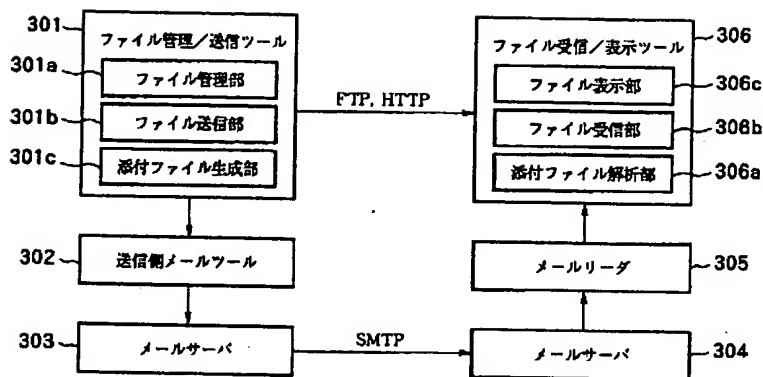 301
ファイル管理/送信ツール
301a
ファイル管理部
301b
ファイル送信部
301c
添付ファイル生成部
FTP, HTTP
306
ファイル受信/表示ツール
ファイル表示部
306c
ファイル受信部
306b
添付ファイル解析部
306a
302
送信側メールツール
メールリーダ
305
303
メールサーバ
SMTP
メールサーバ
304